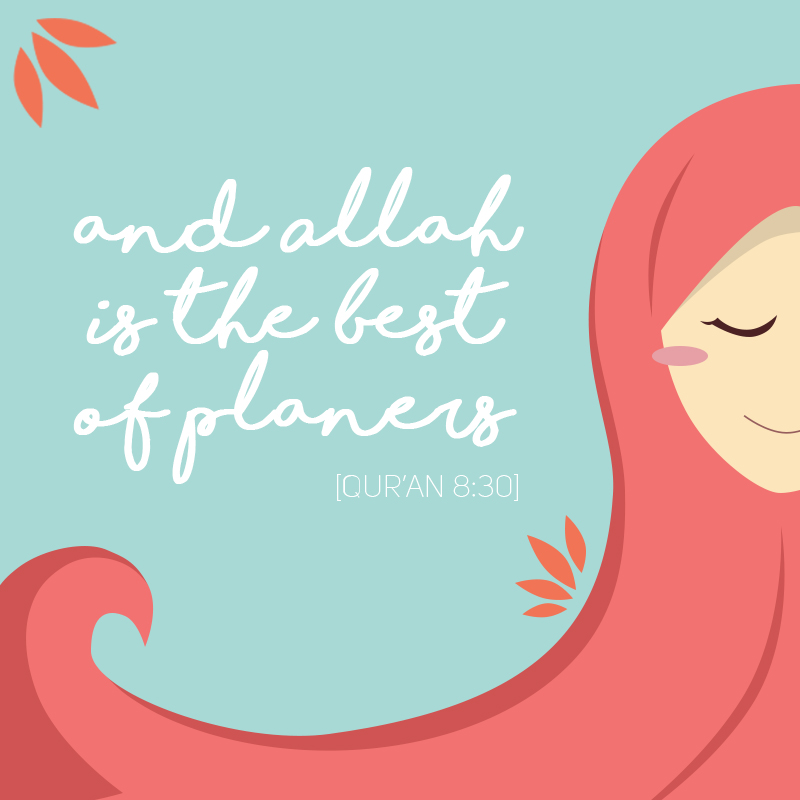 and allah
is the best
of planers
[QUR'AN 8:30]